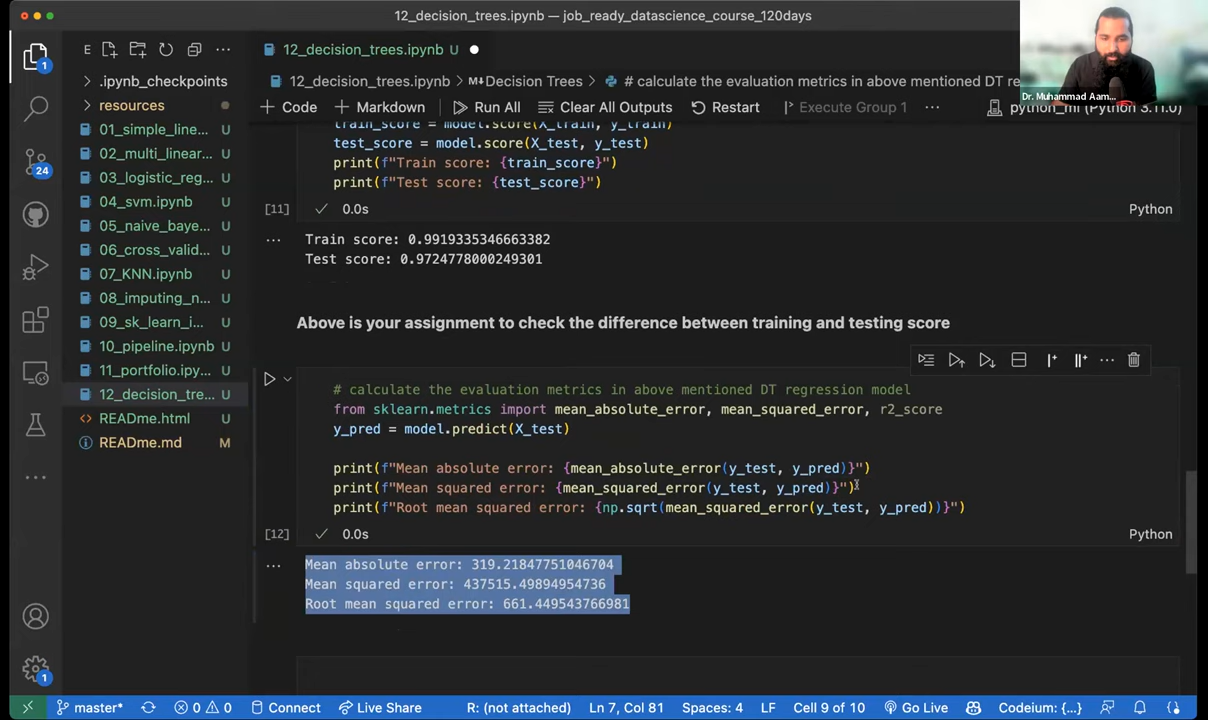 12_decision_trees.ipynb — job_ready_datascience_course_120days
Dr. Muhammad Aam...
E
12_decision_trees.ipynb U
.ipynb_checkpoints
resources
01_simple_line... U
02_multi_linear... U
03_logistic_reg... U
04_svm.ipynb U
05_naive_baye... U
06_cross_valid... U
07_KNN.ipynb U
08_imputing_n... U
09_sk_learn_i... U
10_pipeline.ipynb U
11_portfolio.ipy... U
12_decision_tre... U
READme.html U
READme.md M
1
24
1
12_decision_trees.ipynb > M↓Decision Trees > # calculate the evaluation metrics in above mentioned DT re
+ Code + Markdown Run All Clear All Outputs Restart Execute Group 1 ... python_ml (Python 3.11.0)
train_score = model.score(X_train, y_train)
test_score = model.score(X_test, y_test)
print(f"Train score: {train_score}")
print(f"Test score: {test_score}")
[11] 0.0s Python
Train score: 0.9919335346663382
Test score: 0.9724778000249301
Above is your assignment to check the difference between training and testing score
# calculate the evaluation metrics in above mentioned DT regression model
from sklearn.metrics import mean_absolute_error, mean_squared_error, r2_score
y_pred = model.predict(X_test)
print(f"Mean absolute error: {mean_absolute_error(y_test, y_pred)}")
print(f"Mean squared error: {mean_squared_error(y_test, y_pred)}")
print(f"Root mean squared error: {np.sqrt(mean_squared_error(y_test, y_pred))}")
[12] 0.0s Python
Mean absolute error: 319.21847751046704
Mean squared error: 437515.49894954736
Root mean squared error: 661.449543766981
master* 0 0 Connect Live Share R: (not attached) Ln 7, Col 81 Spaces: 4 LF Cell 9 of 10 Go Live Codeium: {...}